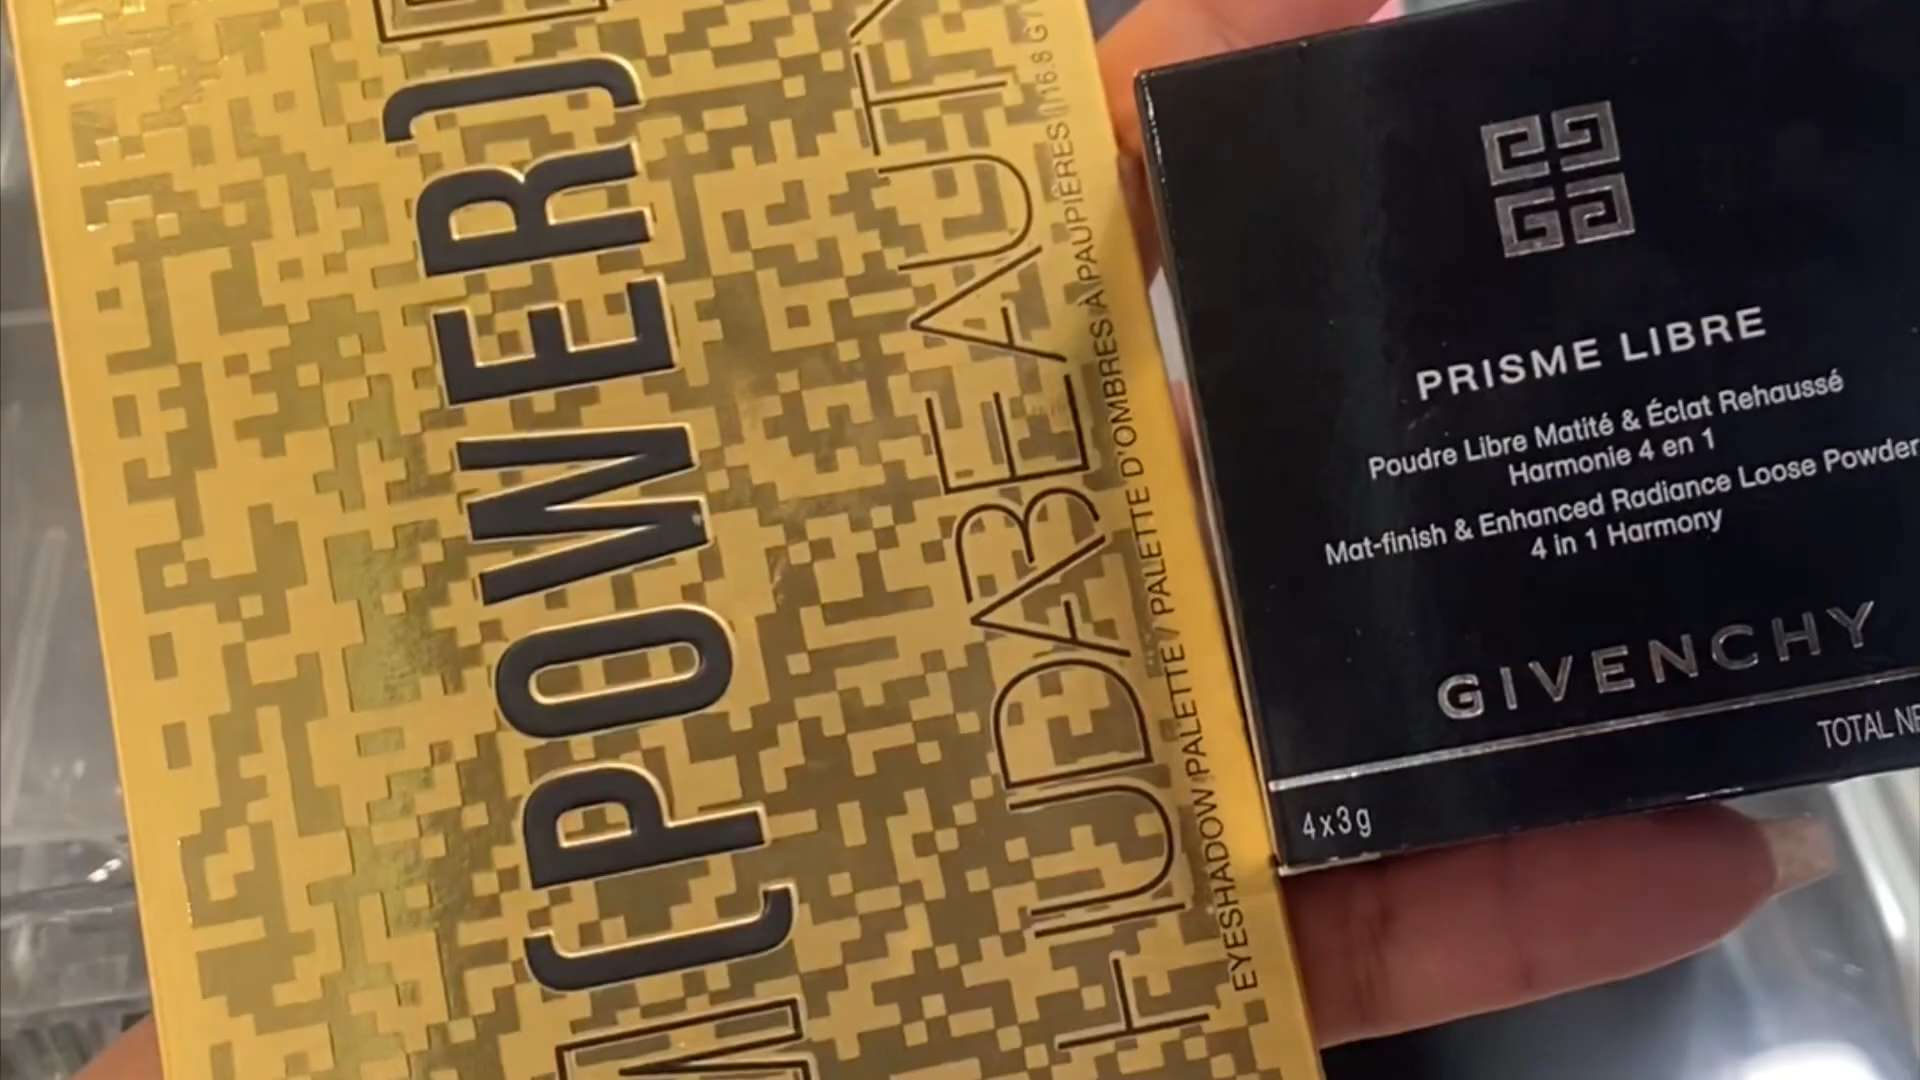 M(POWER)
HUDABEAUTY
EYESHADOW PALETTE / PALETTE D'OMBRES À PAUPIÈRES
PRISME LIBRE
Poudre Libre Matité & Éclat Rehaussé
Harmonie 4 en 1
Mat-finish & Enhanced Radiance Loose Powder
4 in 1 Harmony
GIVENCHY
TOTAL
4x3g